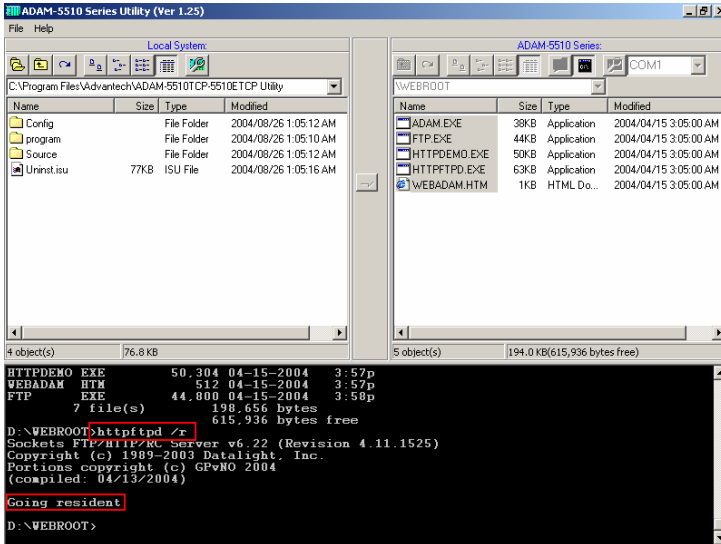 ADAM-5510 Series Utility (Ver 1.25)
File Help
Local System:
C:\Program Files\Advantech\ADAM-5510TCP-5510ETCP Utility
Name Size Type Modified
Config File Folder 2004/08/26 1:05:12 AM
program File Folder 2004/08/26 1:05:10 AM
Source File Folder 2004/08/26 1:05:12 AM
Uninst.isu 77KB ISU File 2004/08/26 1:05:16 AM
4 object(s) 76.8 KB
ADAM-5510 Series:
COM1
\WEBROOT
Name Size Type Modified
ADAM.EXE 38KB Application 2004/04/15 3:05:00 AM
FTP.EXE 44KB Application 2004/04/15 3:05:00 AM
HTTPDEMO.EXE 50KB Application 2004/04/15 3:05:00 AM
HTTPFTPD.EXE 63KB Application 2004/04/15 3:05:00 AM
WEBADAM.HTM 1KB HTML Do... 2004/04/15 3:05:00 AM
5 object(s) 194.0 KB(615,936 bytes free)
HTTPDEMO EXE 50,304 04-15-2004 3:57p
WEBADAM HTM 512 04-15-2004 3:57p
FTP EXE 44,800 04-15-2004 3:58p
7 file(s) 198,656 bytes
615,936 bytes free
D:\WEBROOT>httpftpd /r
Sockets FTP/HTTP/RC Server v6.22 (Revision 4.11.1525)
Copyright (c) 1989-2003 Datalight, Inc.
Portions copyright (c) GPvNO 2004
(compiled: 04/13/2004)
Going resident
D:\WEBROOT>